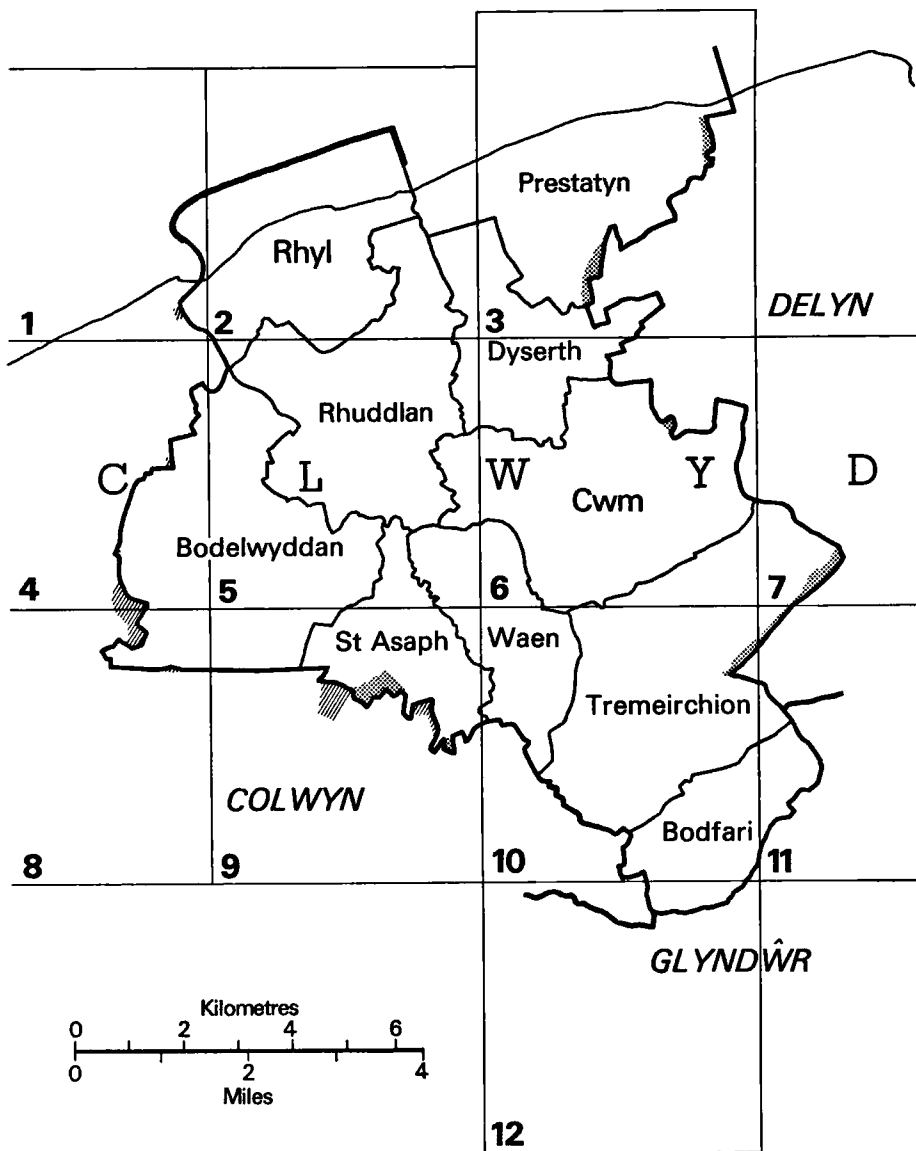 Prestatyn
Rhyl
DELYN
1 2 3
Dyserth
Rhuddlan
C L W Y D
Cwm
Bodelwyddan
4 5 6 7
St Asaph Waen
Tremeirchion
COLWYN
Bodfari
8 9 10 11
GLYNDŴR
Kilometres
0 2 4 6
0 2 4
Miles
12